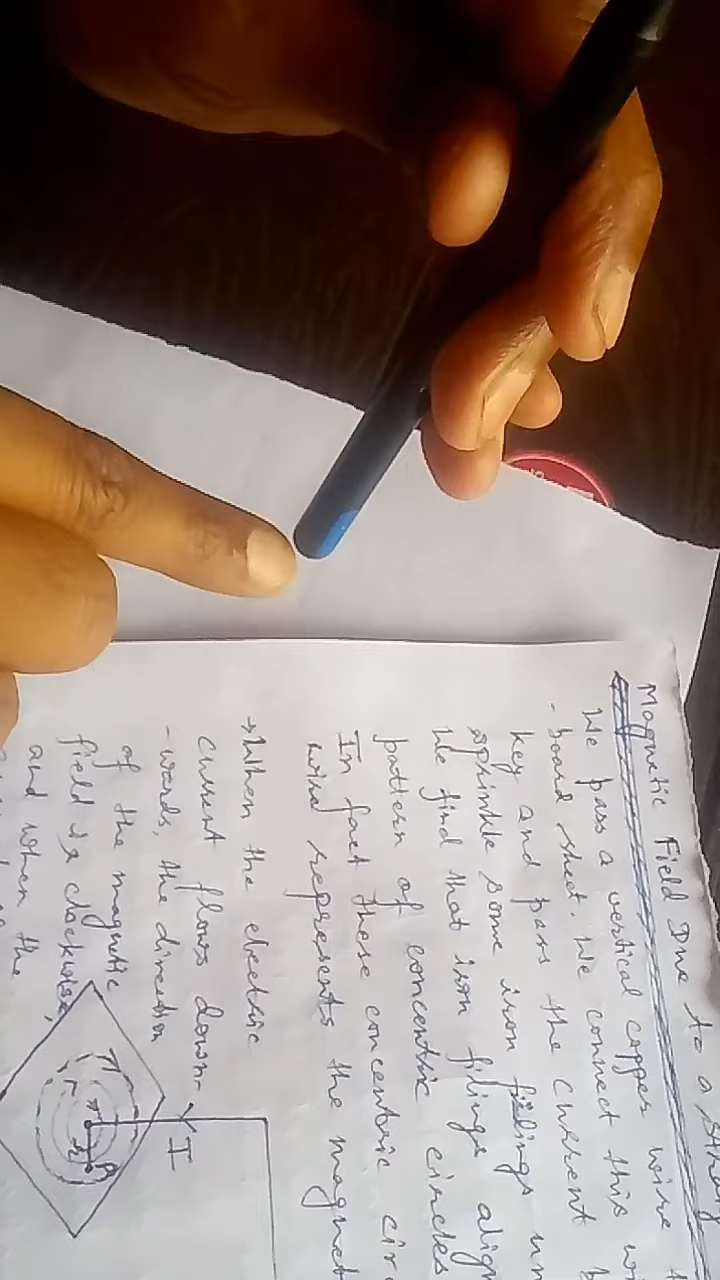 Magnetic Field Due to a
We pass a vertical copper wire
- board sheet. We connect this
key and pass the current
sprinkle some iron filings
We find that iron filings align
pattern of concentric circles
In fact these concentric
wire represents the magnet
→ When the electric
current flows down-
- wards, the direction
of the magnetic
field is clockwise,
and when the
I
P